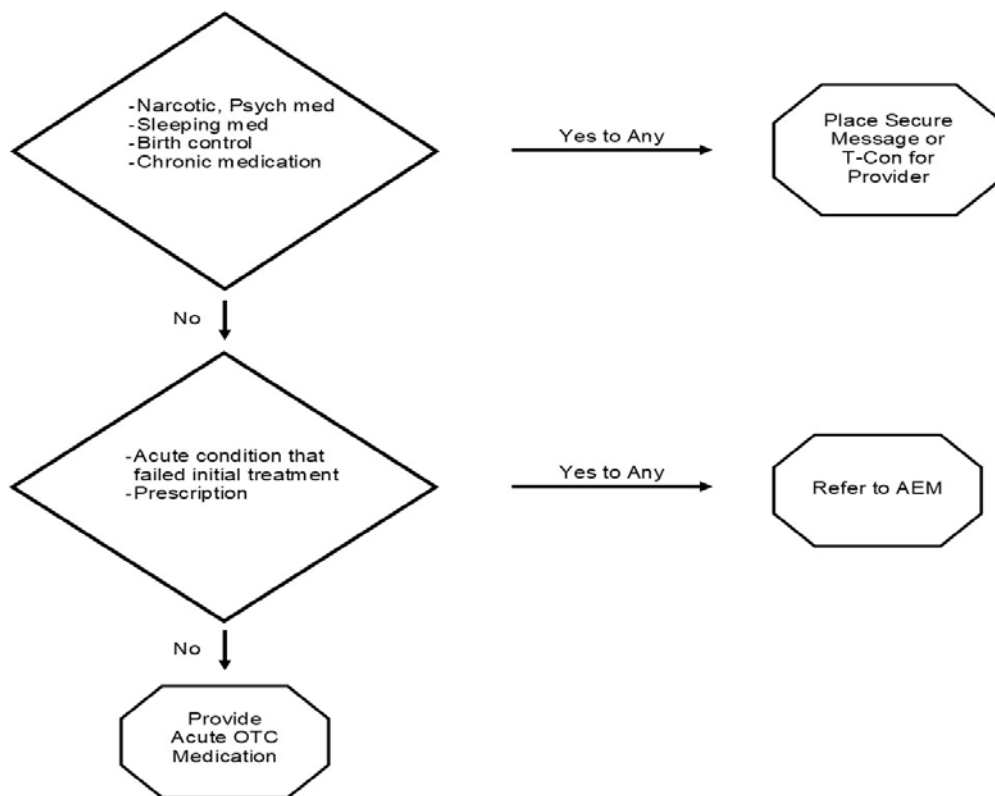 -Narcotic, Psych med
-Sleeping med
-Birth control
-Chronic medication
Yes to Any
Place Secure
Message or
T-Con for
Provider
No
-Acute condition that
failed initial treatment
-Prescription
Yes to Any
Refer to AEM
No
Provide
Acute OTC
Medication